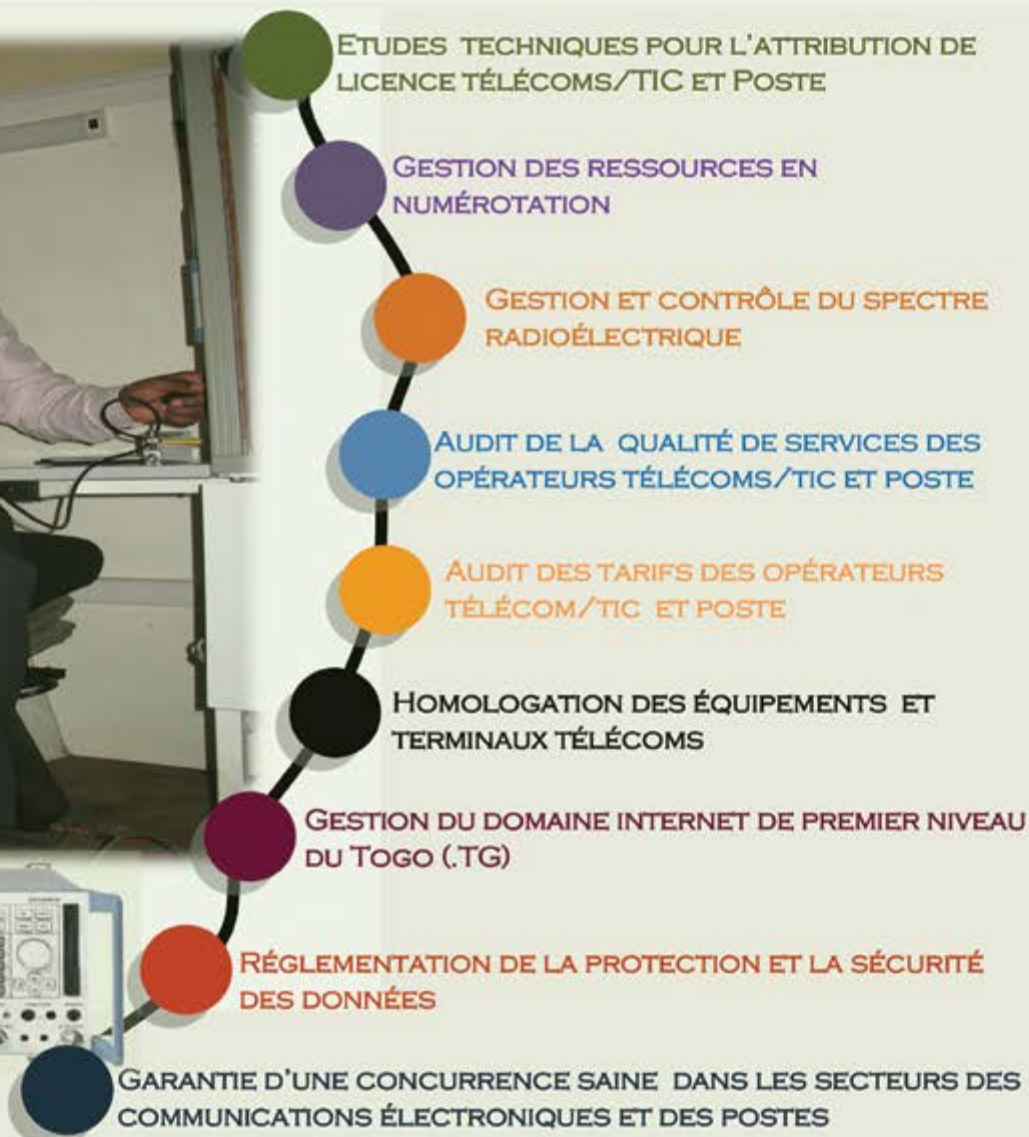 ETUDES TECHNIQUES POUR L'ATTRIBUTION DE
LICENCE TÉLÉCOMS/TIC ET POSTE
GESTION DES RESSOURCES EN
NUMÉROTATION
GESTION ET CONTRÔLE DU SPECTRE
RADIOÉLECTRIQUE
AUDIT DE LA QUALITÉ DE SERVICES DES
OPÉRATEURS TÉLÉCOMS/TIC ET POSTE
AUDIT DES TARIFS DES OPÉRATEURS
TÉLÉCOM/TIC ET POSTE
HOMOLOGATION DES ÉQUIPEMENTS ET
TERMINAUX TÉLÉCOMS
GESTION DU DOMAINE INTERNET DE PREMIER NIVEAU
DU TOGO (.TG)
RÉGLEMENTATION DE LA PROTECTION ET LA SÉCURITÉ
DES DONNÉES
GARANTIE D'UNE CONCURRENCE SAINE DANS LES SECTEURS DES
COMMUNICATIONS ÉLECTRONIQUES ET DES POSTES